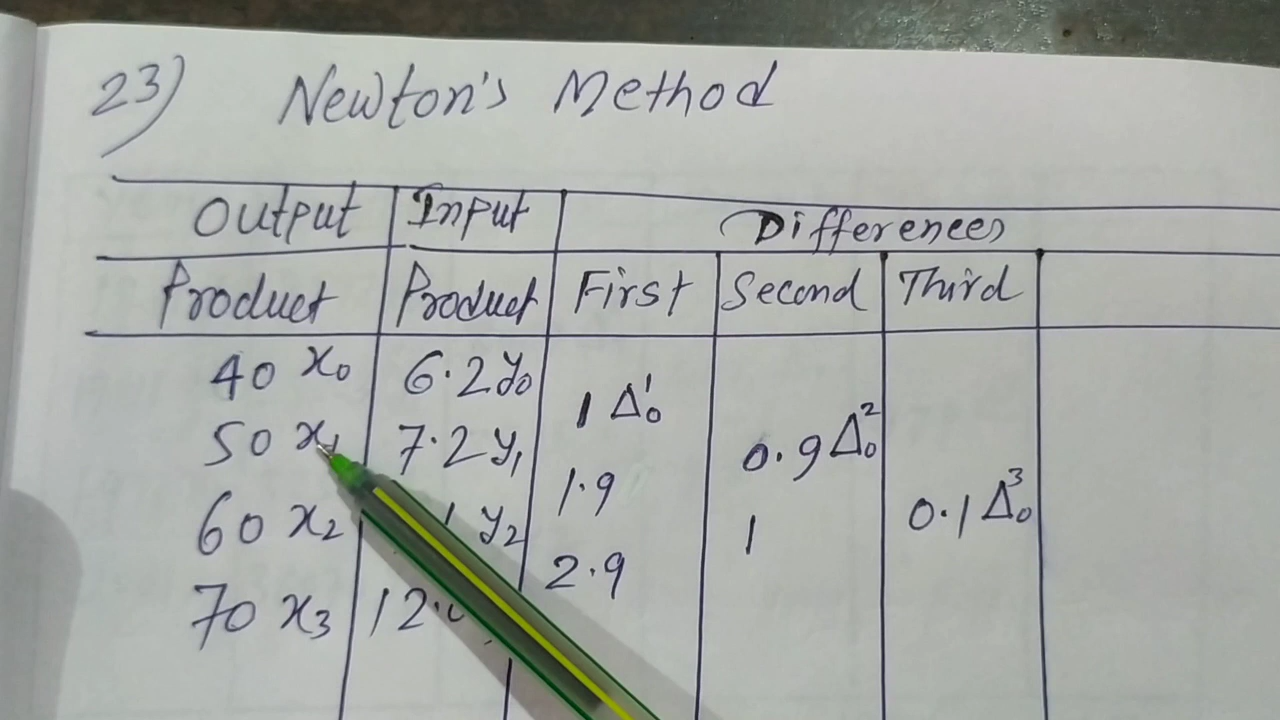 23) Newton's Method
Output Input Differences
Product Product First Second Third
40 x₀ 6.2 y₀
1 Δ¹₀
50 x₁ 7.2 y₁ 0.9 Δ²₀
1.9 0.1 Δ³₀
60 x₂ y₂ 1
2.9
70 x₃ 12.